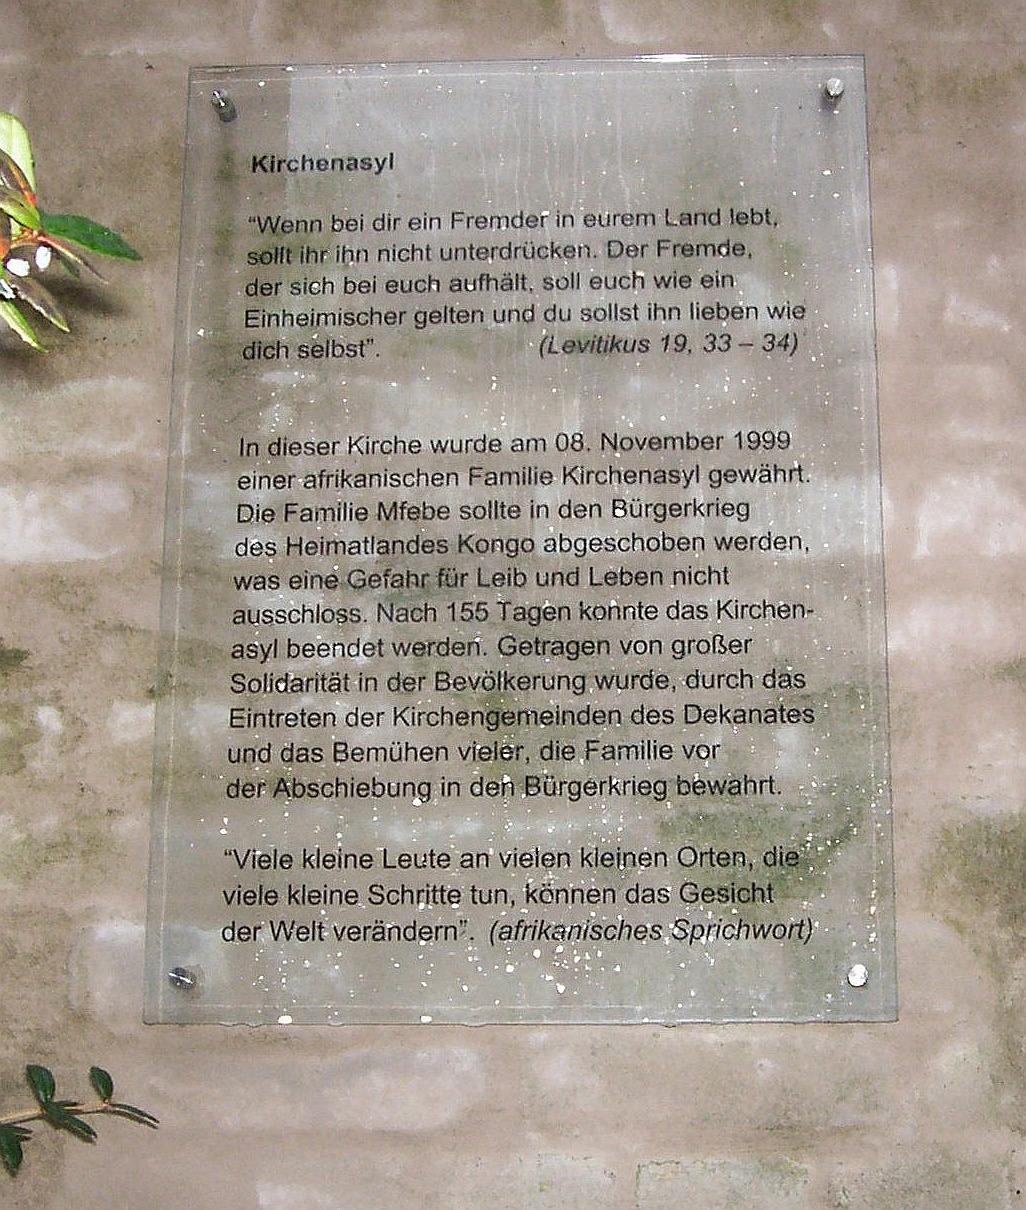 Kirchenasyl
“Wenn bei dir ein Fremder in eurem Land lebt,
sollt ihr ihn nicht unterdrücken. Der Fremde,
der sich bei euch aufhält, soll euch wie ein
Einheimischer gelten und du sollst ihn lieben wie
dich selbst”. (Levitikus 19, 33 – 34)
In dieser Kirche wurde am 08. November 1999
einer afrikanischen Familie Kirchenasyl gewährt.
Die Familie Mfebe sollte in den Bürgerkrieg
des Heimatlandes Kongo abgeschoben werden,
was eine Gefahr für Leib und Leben nicht
ausschloss. Nach 155 Tagen konnte das Kirchen-
asyl beendet werden. Getragen von großer
Solidarität in der Bevölkerung wurde, durch das
Eintreten der Kirchengemeinden des Dekanates
und das Bemühen vieler, die Familie vor
der Abschiebung in den Bürgerkrieg bewahrt.
“Viele kleine Leute an vielen kleinen Orten, die
viele kleine Schritte tun, können das Gesicht
der Welt verändern”. (afrikanisches Sprichwort)